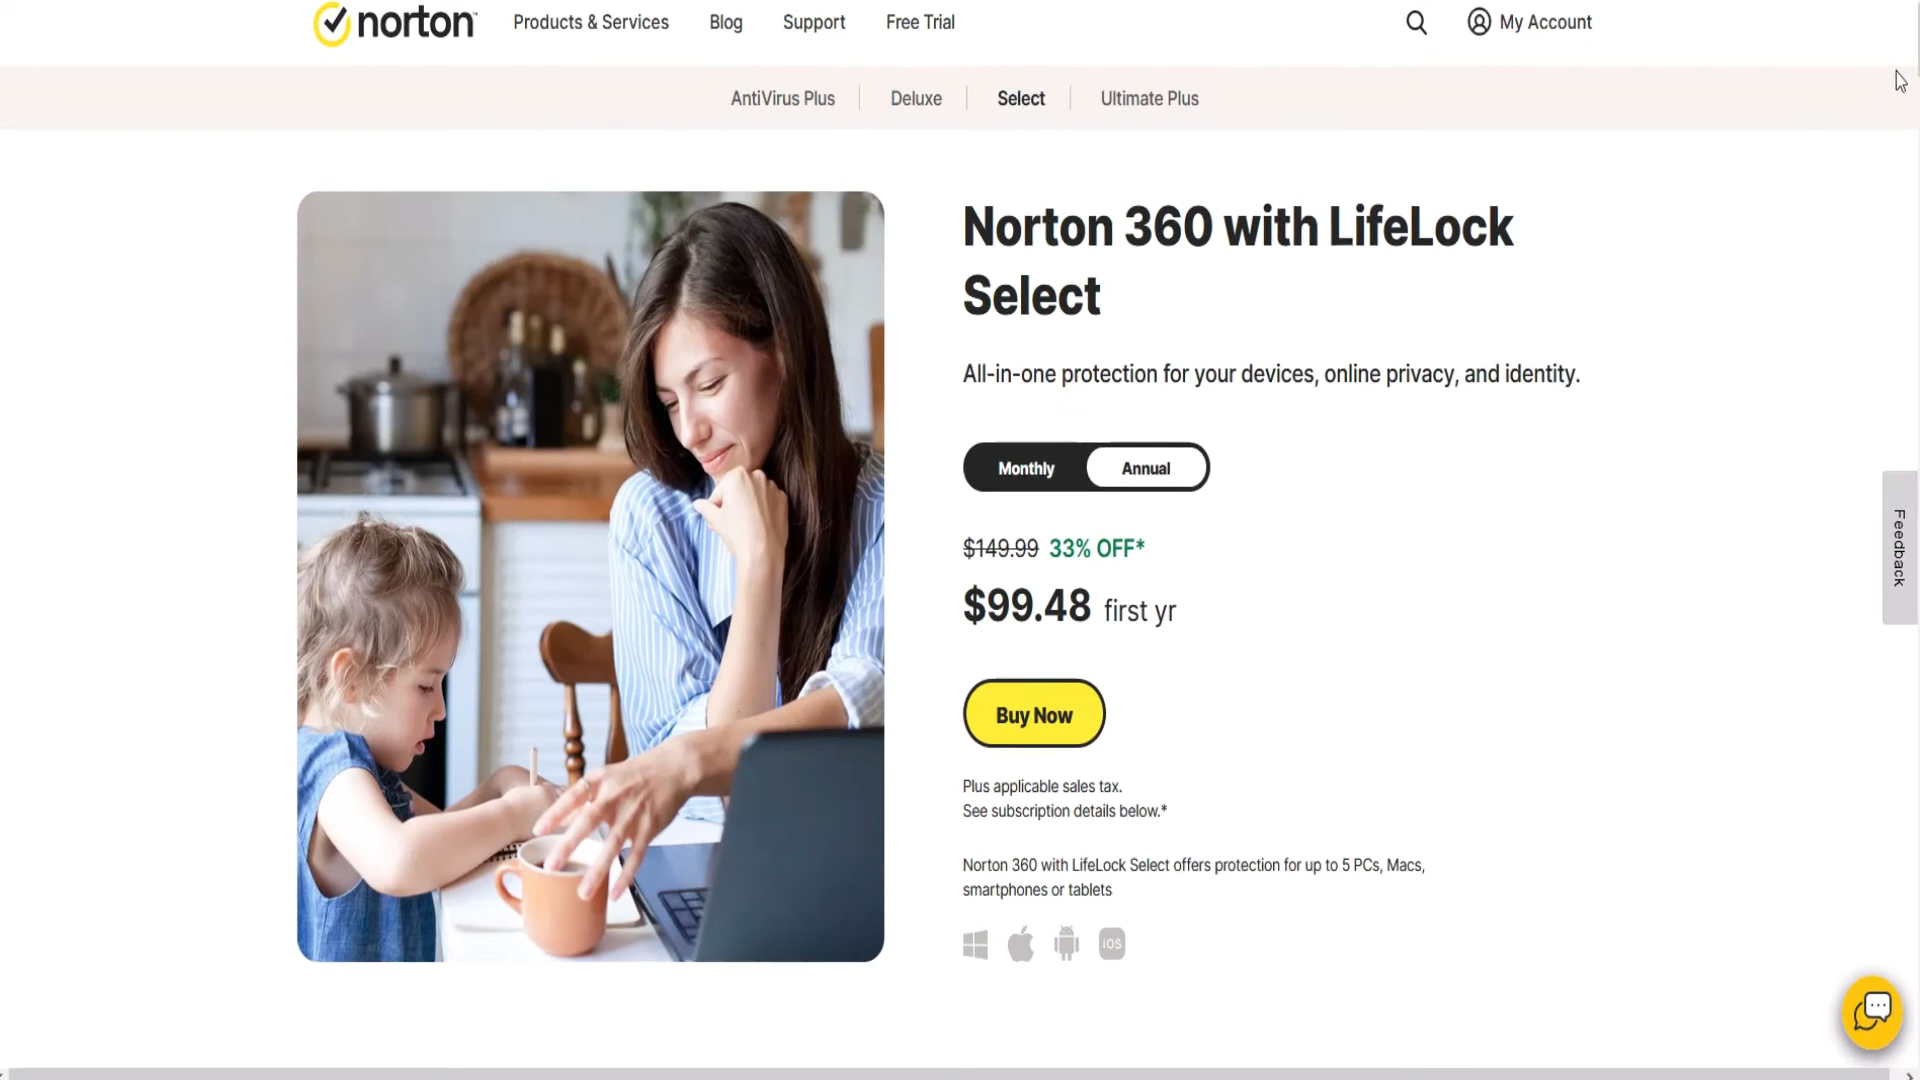 norton
Products & Services
Blog
Support
Free Trial
My Account
AntiVirus Plus
Deluxe
Select
Ultimate Plus
Norton 360 with LifeLock
Select
All-in-one protection for your devices, online privacy, and identity.
Monthly
Annual
$149.99 33% OFF*
$99.48 first yr
Buy Now
Plus applicable sales tax.
See subscription details below.*
Norton 360 with LifeLock Select offers protection for up to 5 PCs, Macs,
smartphones or tablets
iOS
Feedback